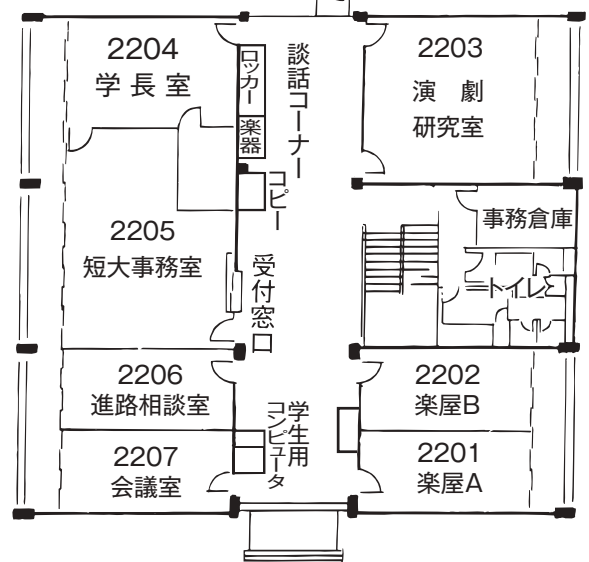 2204
学長室
ロッカー
楽器
談話コーナー
2203
演劇
研究室
コピー
2205
短大事務室
受付窓口
事務倉庫
トイレ
2206
進路相談室
2202
楽屋B
学生用
コンピュータ
2207
会議室
2201
楽屋A